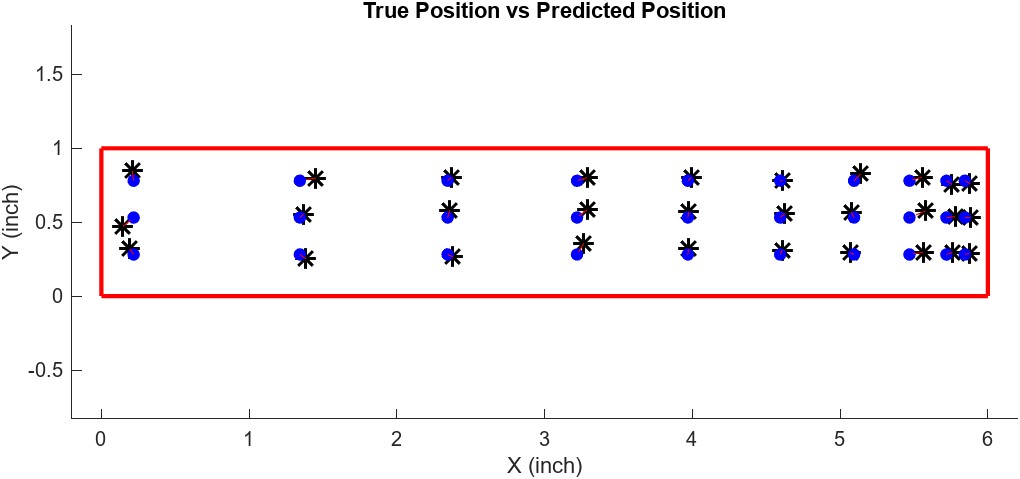 True Position vs Predicted Position
1.5
1
0.5
0
-0.5
Y (inch)
0 1 2 3 4 5 6
X (inch)